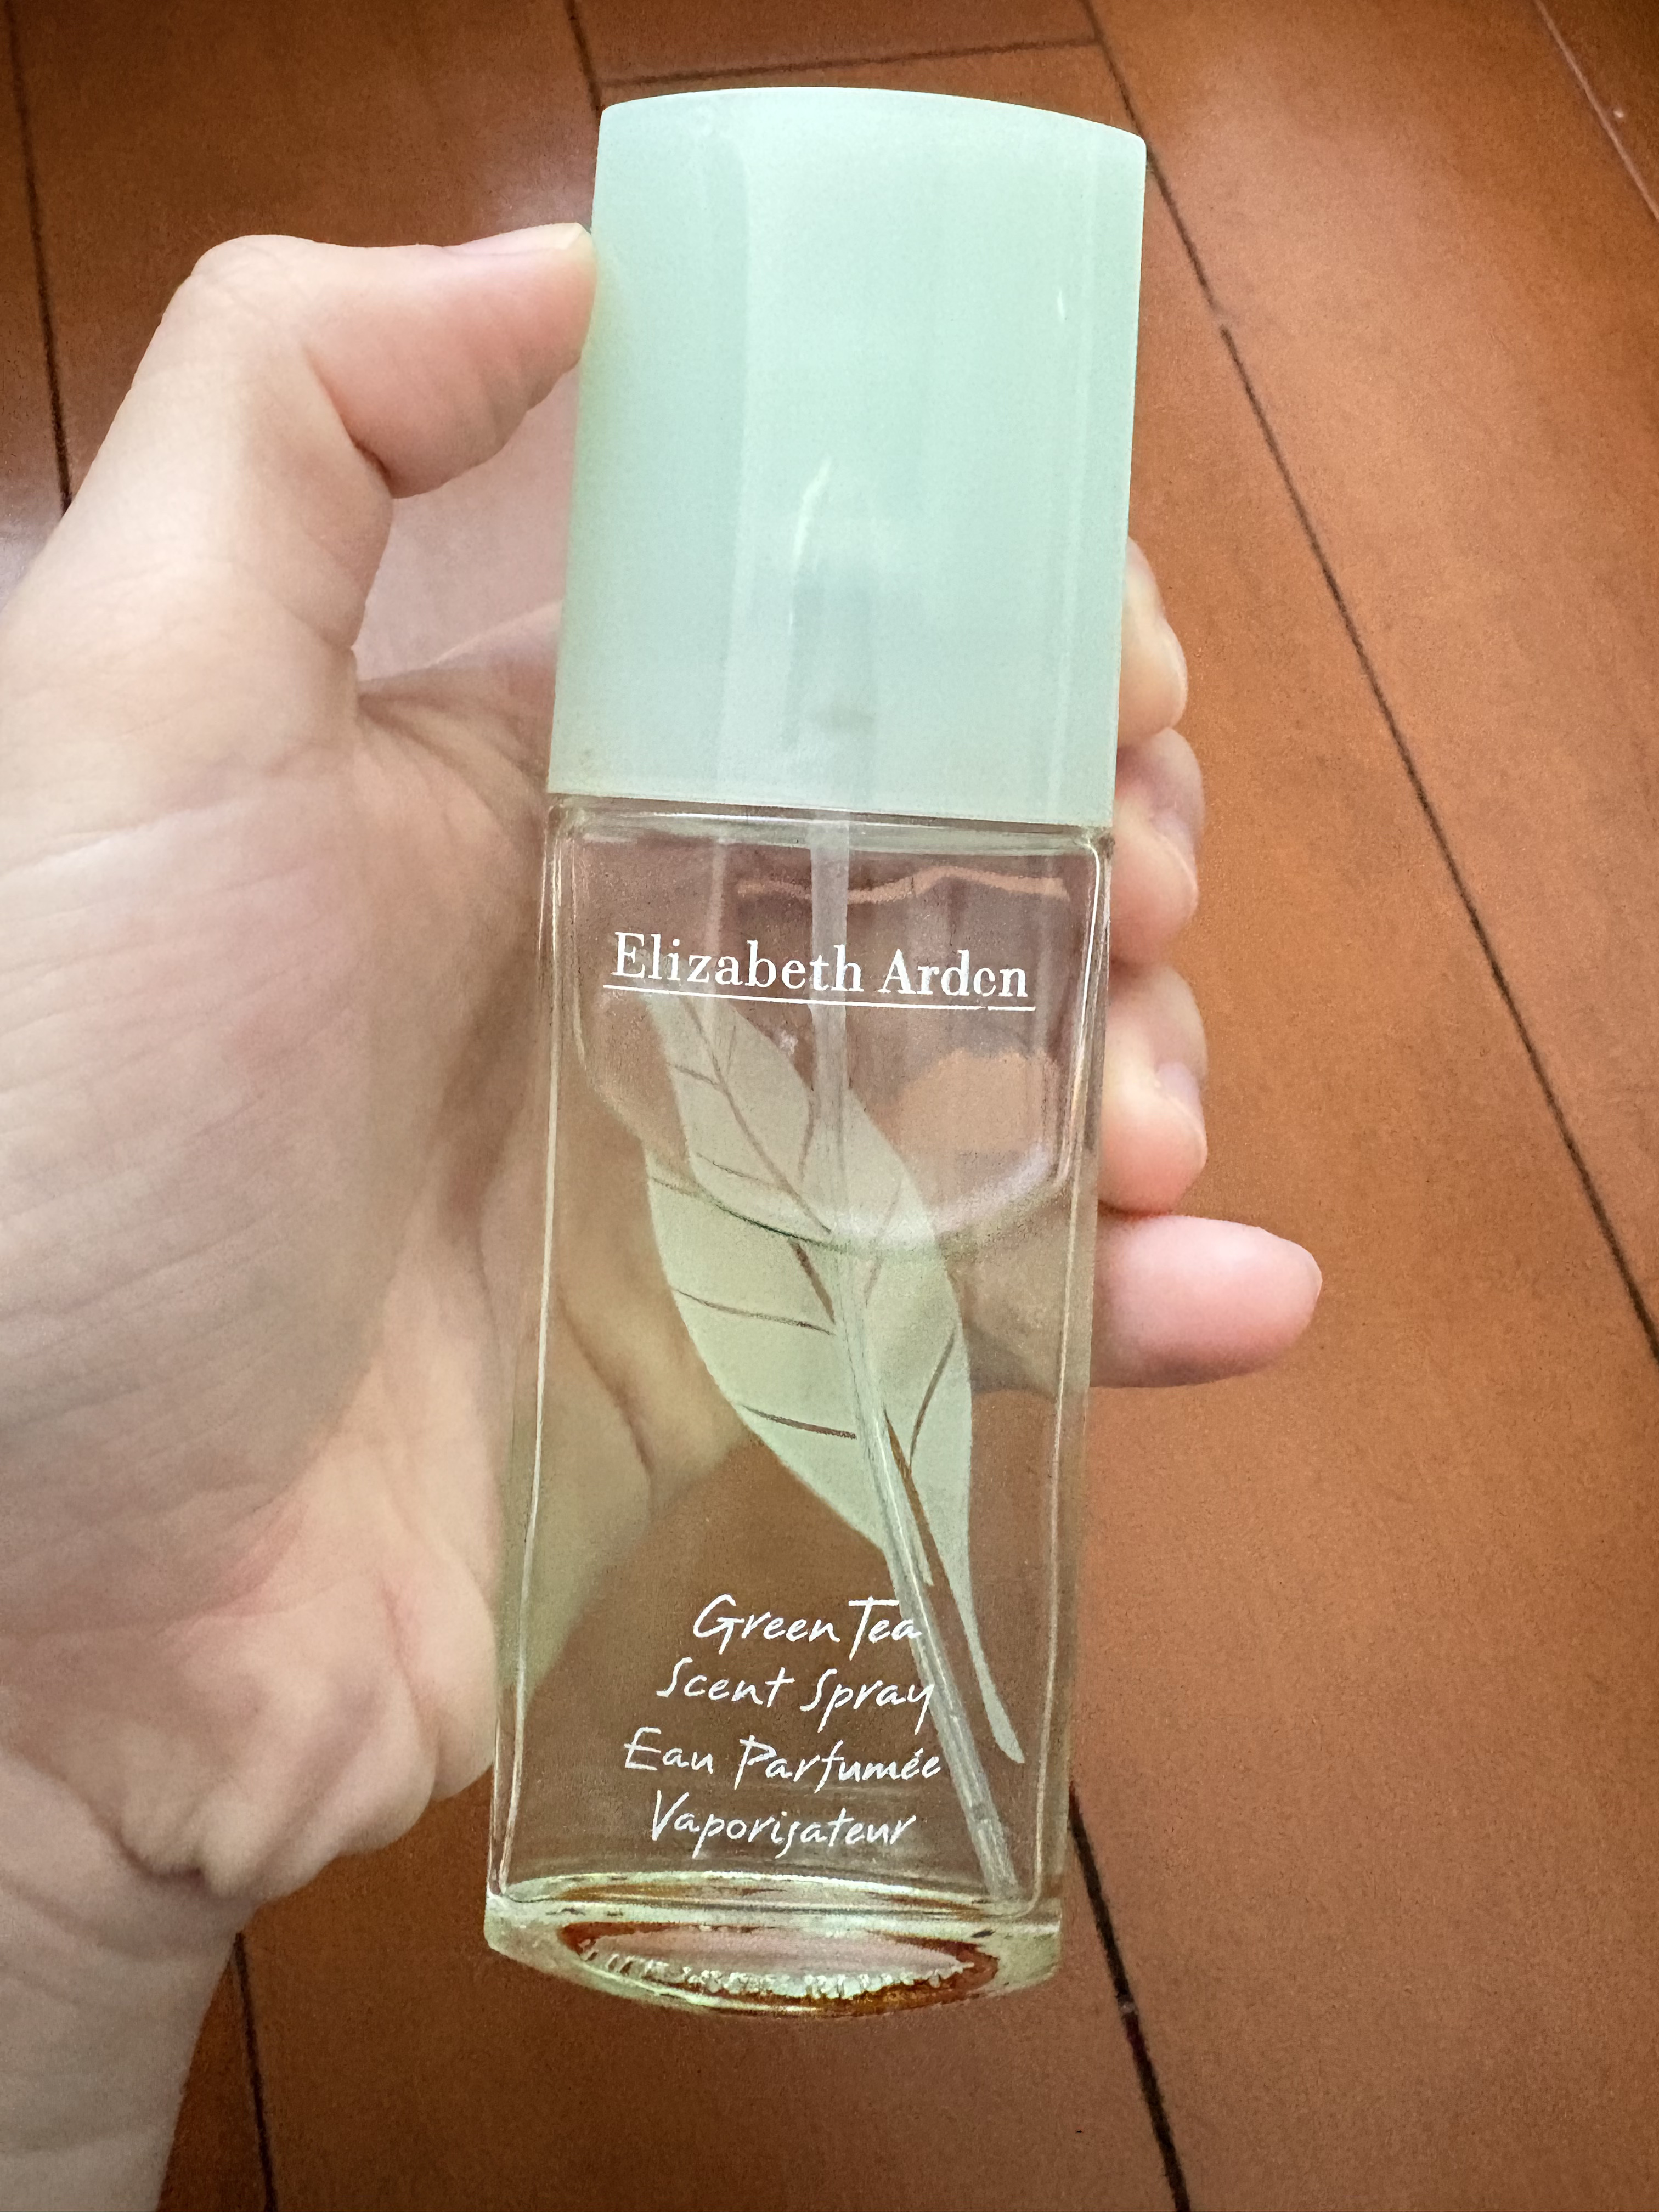 Elizabeth Arden
Green Tea
Scent Spray
Eau Parfumée
Vaporisateur